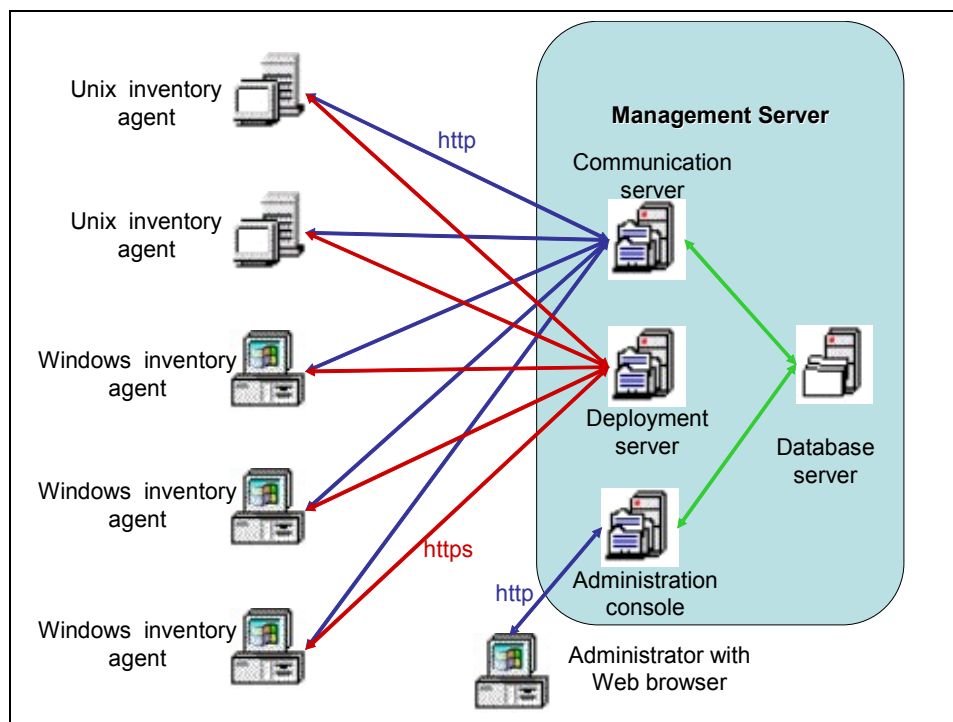 Unix inventory
agent
http
Management Server
Communication
server
Unix inventory
agent
Windows inventory
agent
Deployment
server
Database
server
Windows inventory
agent
https
http
Administration
console
Windows inventory
agent
Administrator with
Web browser